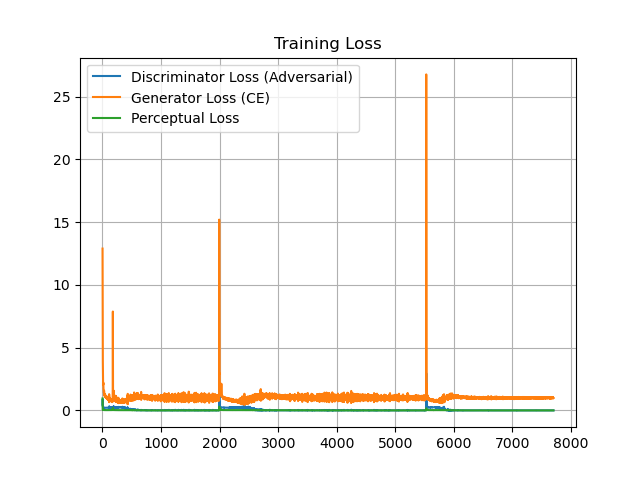 Training Loss
Discriminator Loss (Adversarial)
Generator Loss (CE)
Perceptual Loss
25
20
15
10
5
0
0 1000 2000 3000 4000 5000 6000 7000 8000